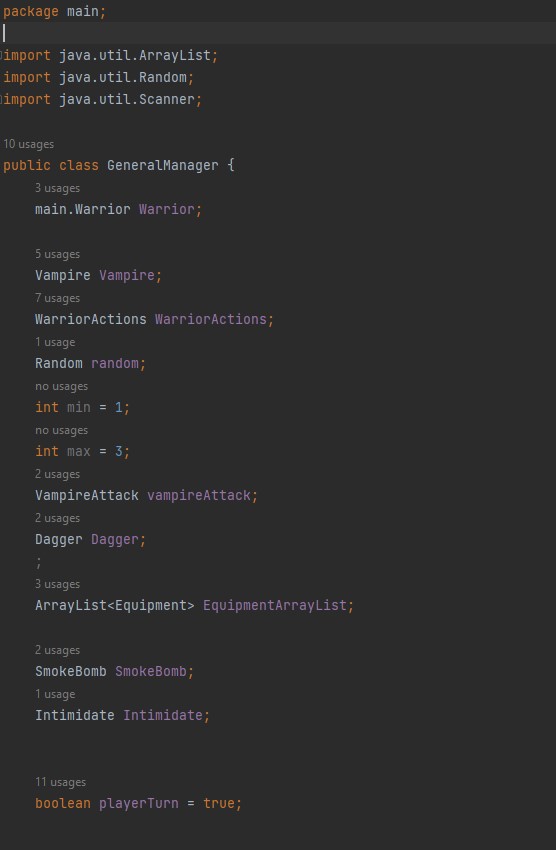 package main;
import java.util.ArrayList;
import java.util.Random;
import java.util.Scanner;
10 usages
public class GeneralManager {
3 usages
main.Warrior Warrior;
5 usages
Vampire Vampire;
7 usages
WarriorActions WarriorActions;
1 usage
Random random;
no usages
int min = 1;
no usages
int max = 3;
2 usages
VampireAttack vampireAttack;
2 usages
Dagger Dagger;
;
3 usages
ArrayList<Equipment> EquipmentArrayList;
2 usages
SmokeBomb SmokeBomb;
1 usage
Intimidate Intimidate;
11 usages
boolean playerTurn = true;